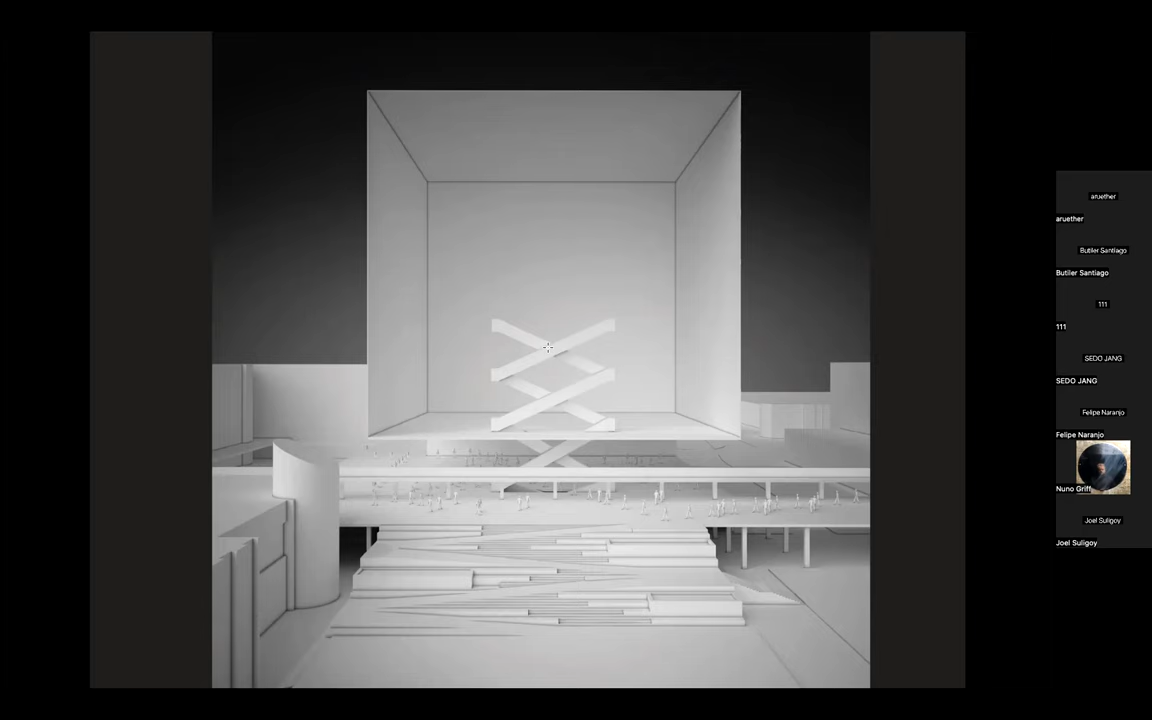 aruether
aruether
Butiler Santiago
Butiler Santiago
111
111
SEDO JANG
SEDO JANG
Felipe Naranjo
Felipe Naranjo
Nuno Griff
Joel Suligoy
Joel Suligoy